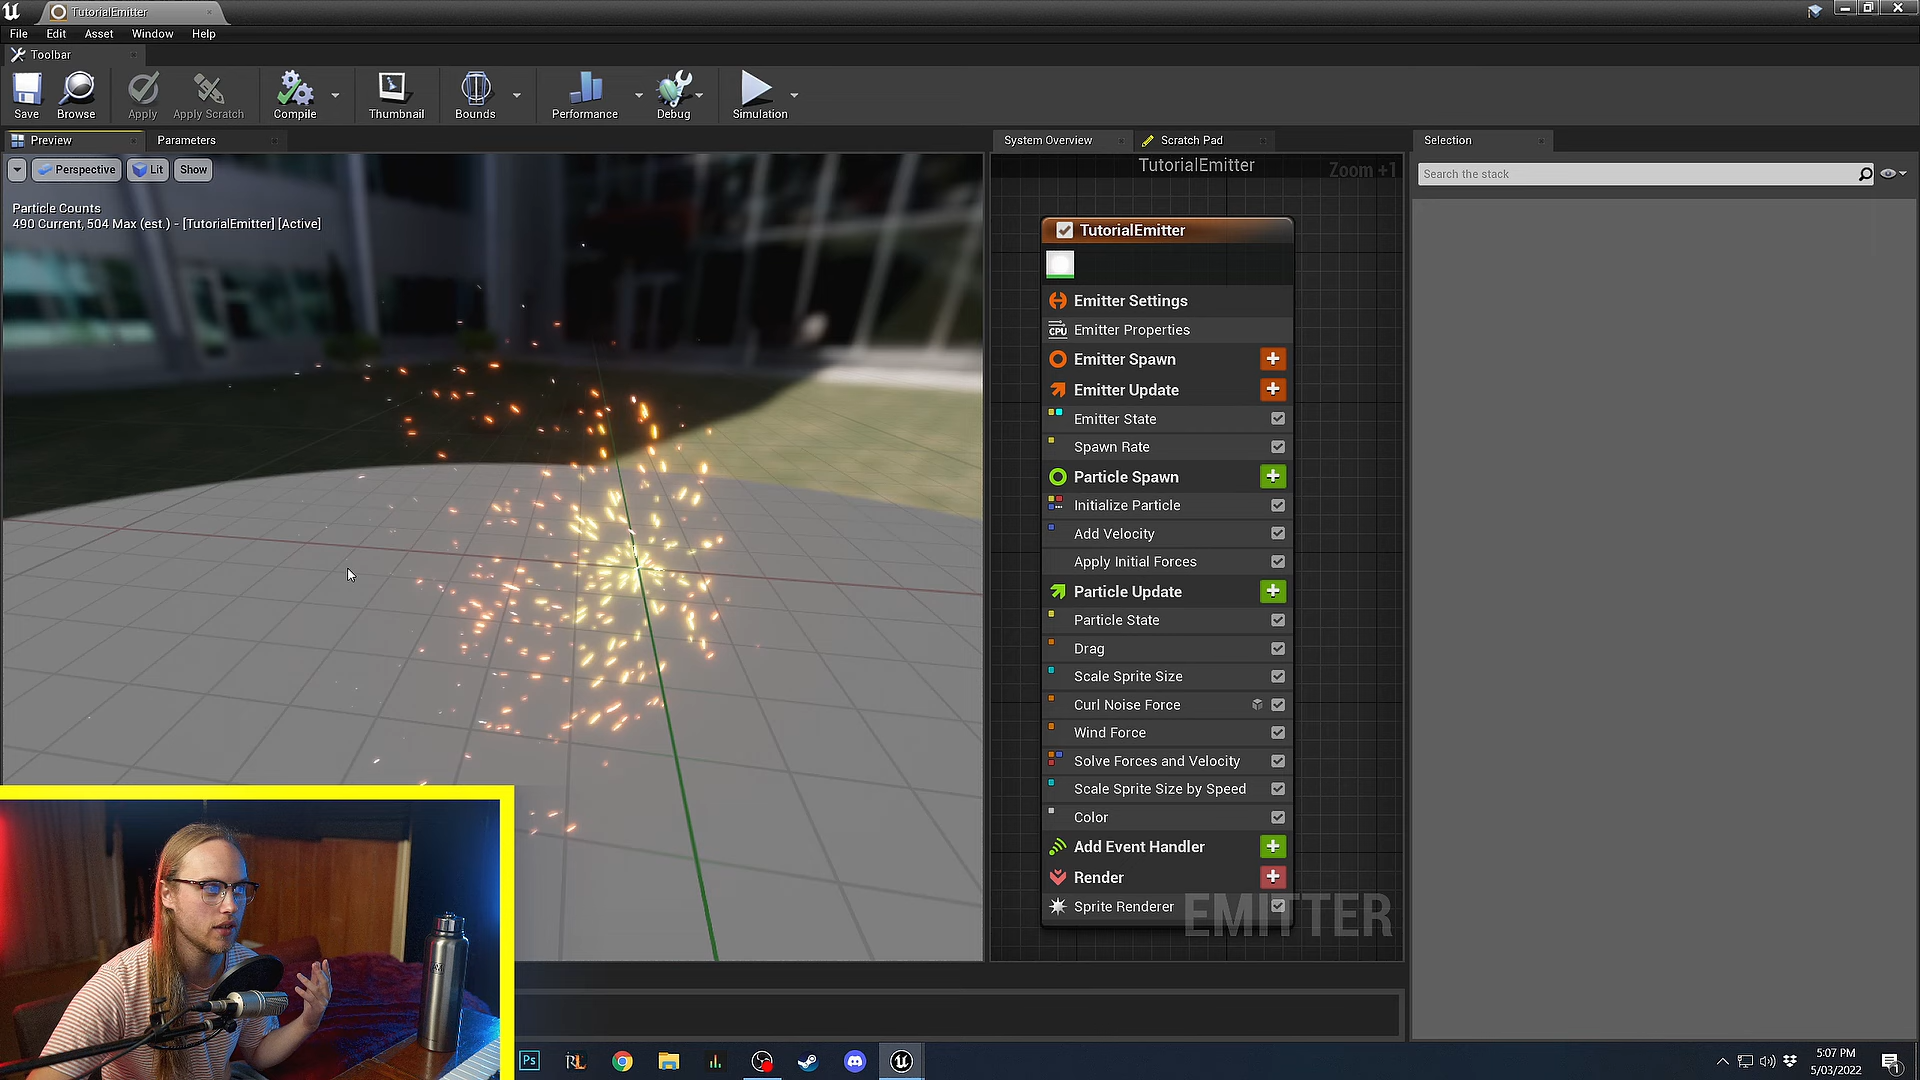 TutorialEmitter
File Edit Asset Window Help
Toolbar
Save Browse Apply Apply Scratch Compile Thumbnail Bounds Performance Debug Simulation
Preview Parameters
Perspective Lit Show
Particle Counts
490 Current, 504 Max (est.) - [TutorialEmitter] [Active]
System Overview Scratch Pad
TutorialEmitter Zoom +1
TutorialEmitter
Emitter Settings
CPU Emitter Properties
Emitter Spawn
Emitter Update
Emitter State
Spawn Rate
Particle Spawn
Initialize Particle
Add Velocity
Apply Initial Forces
Particle Update
Particle State
Drag
Scale Sprite Size
Curl Noise Force
Wind Force
Solve Forces and Velocity
Scale Sprite Size by Speed
Color
Add Event Handler
Render
Sprite Renderer
EMITTER
Selection
Search the stack
Ps
5:07 PM
5/03/2022
1